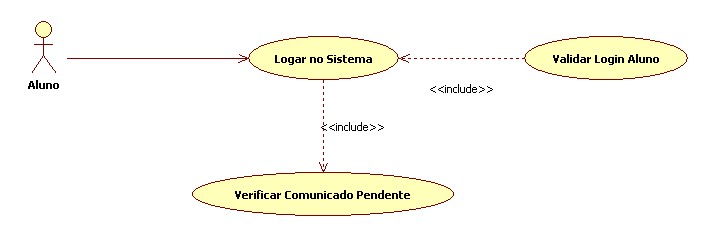 Logar no Sistema
Validar Login Aluno
Aluno
<<include>>
<<include>>
Verificar Comunicado Pendente